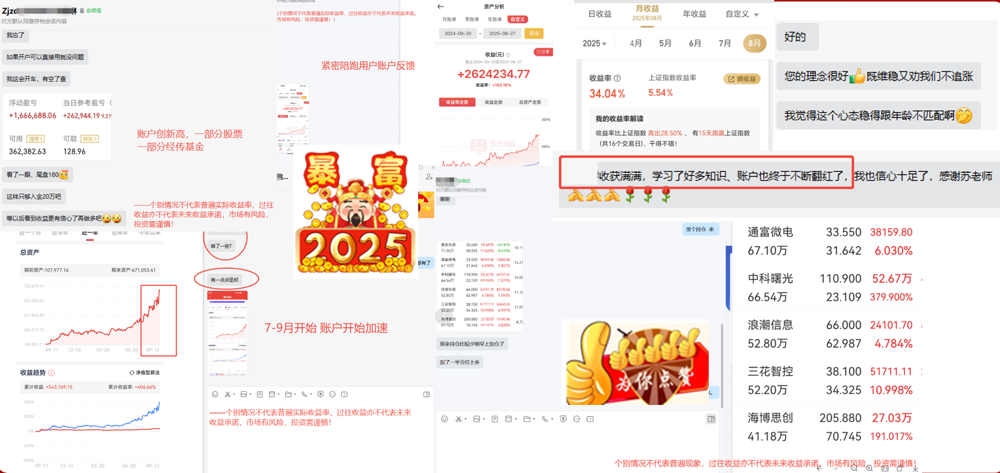 Zjzc
@微信
对方默认同意存档会话内容
我忘了
如果开户可以直接用就没问题
我这会开车，有空了查
浮动盈亏
当日参考盈亏
+1,666,688.06
+262,944.19
可用
国债>
可取
转账>
362,382.63
128.96
看了一眼，尾盘180
这样只够入金20万吧
等以后看到收益更有信心了再做多吧
账户创新高，一部分股票
一部分经传基金
——个别情况不代表普遍实际收益率，过往
收益亦不代表未来收益承诺，市场有风险，
投资需谨慎！
近一个月
近半年
近一年
近两年
今年以来
总资产
期初资产:107,977.16
期末资产:671,053.41
723,073.47
567,454.03
411,834.59
256,215.15
100,595.71
09-11
12-16
03-20
06-20
09-12
收益趋势
净值型算法
累计收益: +543,769.15
累计收益率: +406.66%
406%
203%
0%
-203%
-406%
09-11
12-16
03-20
06-20
09-12
(个别情况不代表普遍实际收益率，过往收益亦不代表未来收益承诺。
市场有风险，投资需谨慎！)
紧密陪跑用户账户反馈
+2624234.77
暴富
2025
做了一些T
有一点点圣邦
7-9月开始 账户开始加速
——个别情况不代表普遍实际收益率，过往收益亦不代表未来
收益承诺，市场有风险，投资需谨慎！
资产分析
月账单
季账单
年账单
自定义
2024-09-20
-
2025-08-27
查询
收益(元)
分享
截止2024-09-20至2025-08-27
+2624234.77
收益率: +142.16%
收益率走势
收益走势
总资产走势
200%
100%
@微信
对方默认同意存档会话内容
谢谢
都有了
发个持仓 来
康龙化成
35.680
10.69万
-4418.92
15.11
71.36万
30.335
17.620%
-0.615%
通富微电
33.550
38159.80
12000.00
14.21
67.10万
31.642
6.030%
1.821%
中科曙光
110.900
52.67万
45727.61
14.09
66.54万
23.109
379.900%
7.379%
浪潮信息
66.000
24101.70
8278.06
11.18
52.80万
62.987
4.784%
1.593%
三花智控
38.100
51711.11
24840.55
11.05
52.20万
34.325
10.998%
4.997%
海博思创
205.880
27.03万
15180.00
8.72
41.18万
70.745
191.017%
3.828%
原来持仓比较少刚早上加仓了
加了一半仓位上来
为你点赞
日收益
月收益
2025年08月
年收益
自定义
2025
4月
5月
6月
7月
8月
收益率
上证指数收益率
晒收益
34.04%
5.54%
我的收益率解读
收益率比上证指数 高出28.50%，有15天跑赢上证指数
（共16个交易日），干得不错！
好的
您的理念很好👍既维稳又劝我们不追涨
我觉得这个心态稳得跟年龄不匹配啊
收获满满，学习了好多知识、账户也终于不断翻红了，我也信心十足了，感谢苏老师
通富微电
33.550
38159.80
67.10万
31.642
6.030%
中科曙光
110.900
52.67万
66.54万
23.109
379.900%
浪潮信息
66.000
24101.70
52.80万
62.987
4.784%
三花智控
38.100
51711.11
52.20万
34.325
10.998%
海博思创
205.880
27.03万
41.18万
70.745
191.017%
个别情况不代表普遍现象，过往收益亦不代表未来收益承诺。市场有风险，投资需谨慎！